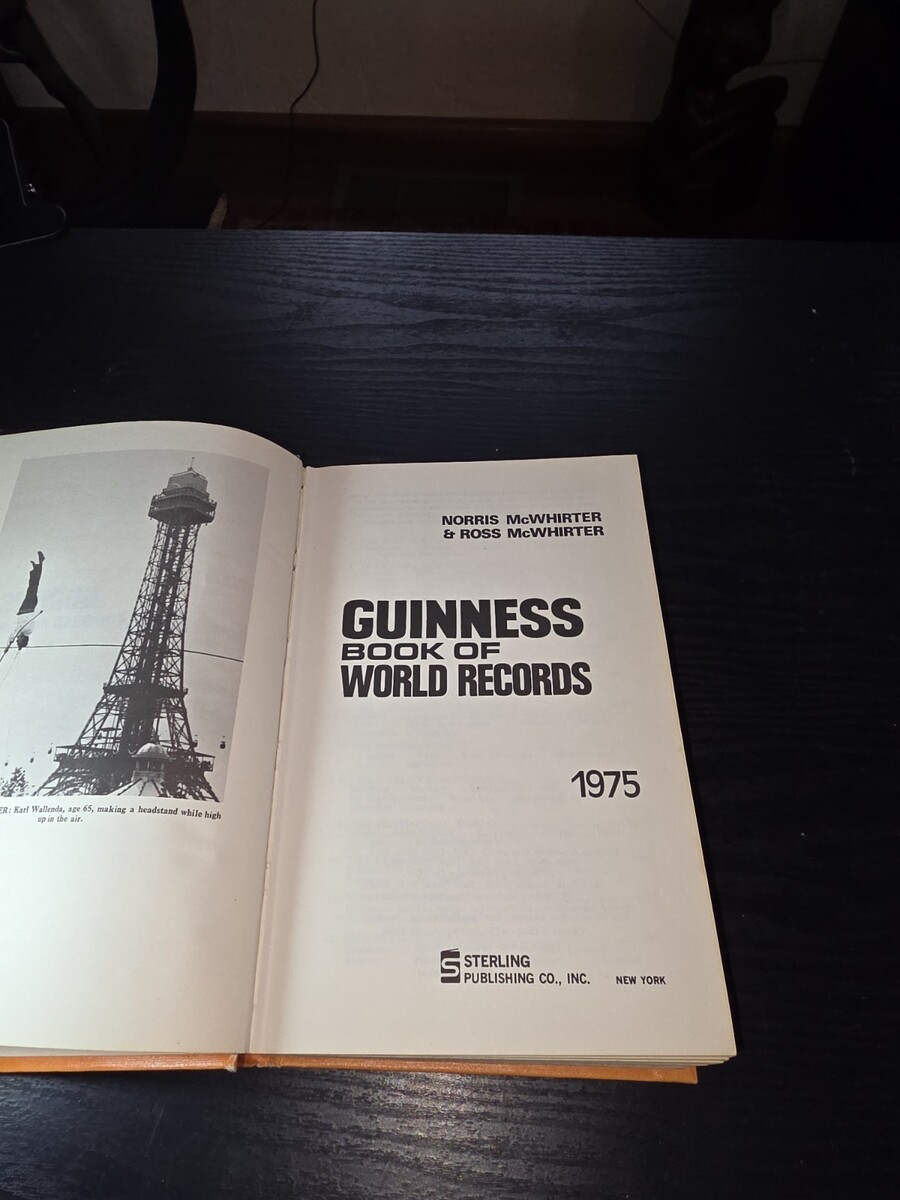 ER: Karl Wallenda, age 65, making a headstand while high
up in the air.
NORRIS McWHIRTER
& ROSS McWHIRTER
GUINNESS
BOOK OF
WORLD RECORDS
1975
S STERLING
PUBLISHING CO., INC. NEW YORK